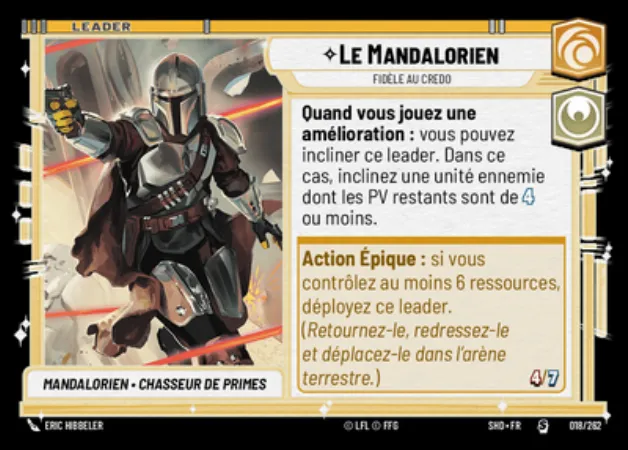 LEADER
LE MANDALORIEN
FIDÈLE AU CREDO
Quand vous jouez une
amélioration : vous pouvez
incliner ce leader. Dans ce
cas, inclinez une unité ennemie
dont les PV restants sont de 4
ou moins.
Action Épique : si vous
contrôlez au moins 6 ressources,
déployez ce leader.
(Retournez-le, redressez-le
et déplacez-le dans l'arène
terrestre.)
4/7
MANDALORIEN • CHASSEUR DE PRIMES
ERIC HIBBELER
© LFL © FFG
SHD • FR
018/262